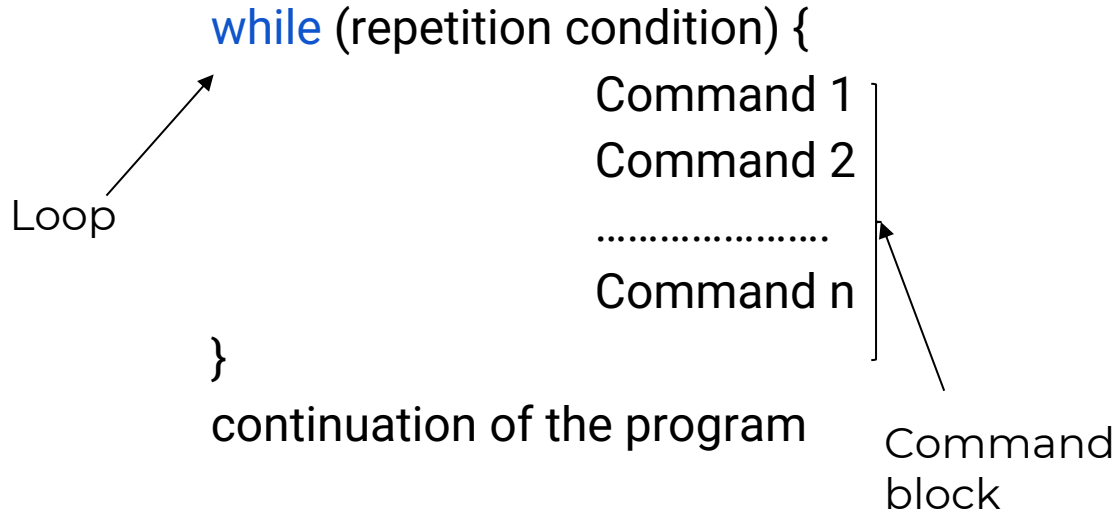 while (repetition condition) {
Command 1
Command 2
......................
Command n
}
continuation of the program
Loop
Command
block